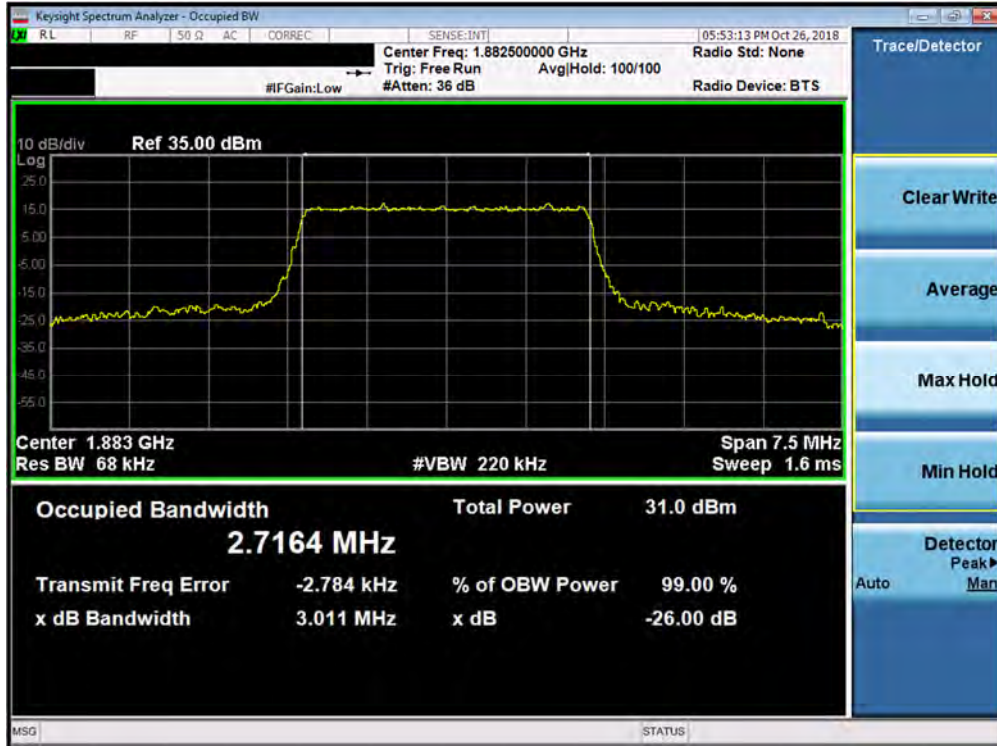 Keysight Spectrum Analyzer - Occupied BW
LXI RL RF 50 Ω AC CORREC SENSE:INT 05:53:13 PM Oct 26, 2018
Center Freq: 1.882500000 GHz Radio Std: None
Trig: Free Run Avg|Hold: 100/100
#IFGain:Low #Atten: 36 dB Radio Device: BTS
10 dB/div Ref 35.00 dBm
Log
25.0
15.0
5.00
-5.00
-15.0
-25.0
-35.0
-45.0
-55.0
Center 1.883 GHz Span 7.5 MHz
Res BW 68 kHz #VBW 220 kHz Sweep 1.6 ms
Occupied Bandwidth Total Power 31.0 dBm
2.7164 MHz
Transmit Freq Error -2.784 kHz % of OBW Power 99.00 %
x dB Bandwidth 3.011 MHz x dB -26.00 dB
MSG STATUS
Trace/Detector
Clear Write
Average
Max Hold
Min Hold
Detector
Peak▶
Auto Man